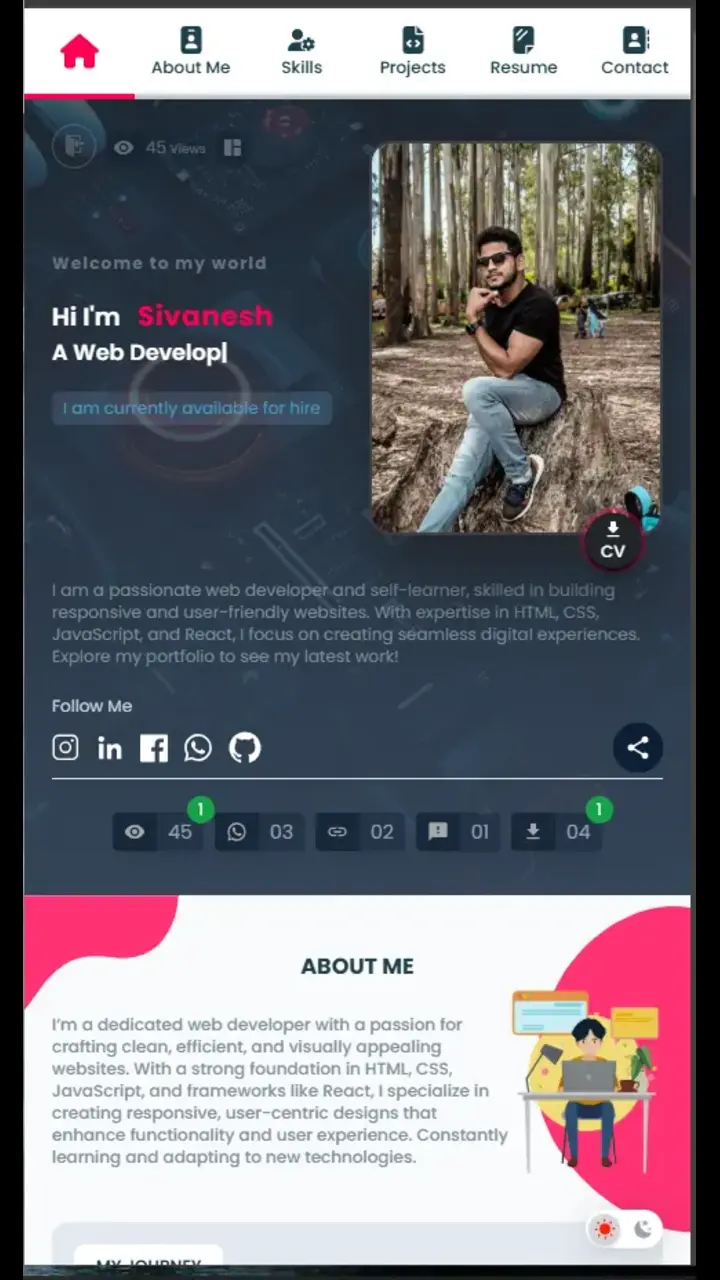 About Me
Skills
Projects
Resume
Contact
45 Views
Welcome to my world
Hi I'm Sivanesh
A Web Develop|
I am currently available for hire
CV
I am a passionate web developer and self-learner, skilled in building
responsive and user-friendly websites. With expertise in HTML, CSS,
JavaScript, and React, I focus on creating seamless digital experiences.
Explore my portfolio to see my latest work!
Follow Me
1
1
45
03
02
01
04
ABOUT ME
I'm a dedicated web developer with a passion for
crafting clean, efficient, and visually appealing
websites. With a strong foundation in HTML, CSS,
JavaScript, and frameworks like React, I specialize in
creating responsive, user-centric designs that
enhance functionality and user experience. Constantly
learning and adapting to new technologies.
MY JOURNEY